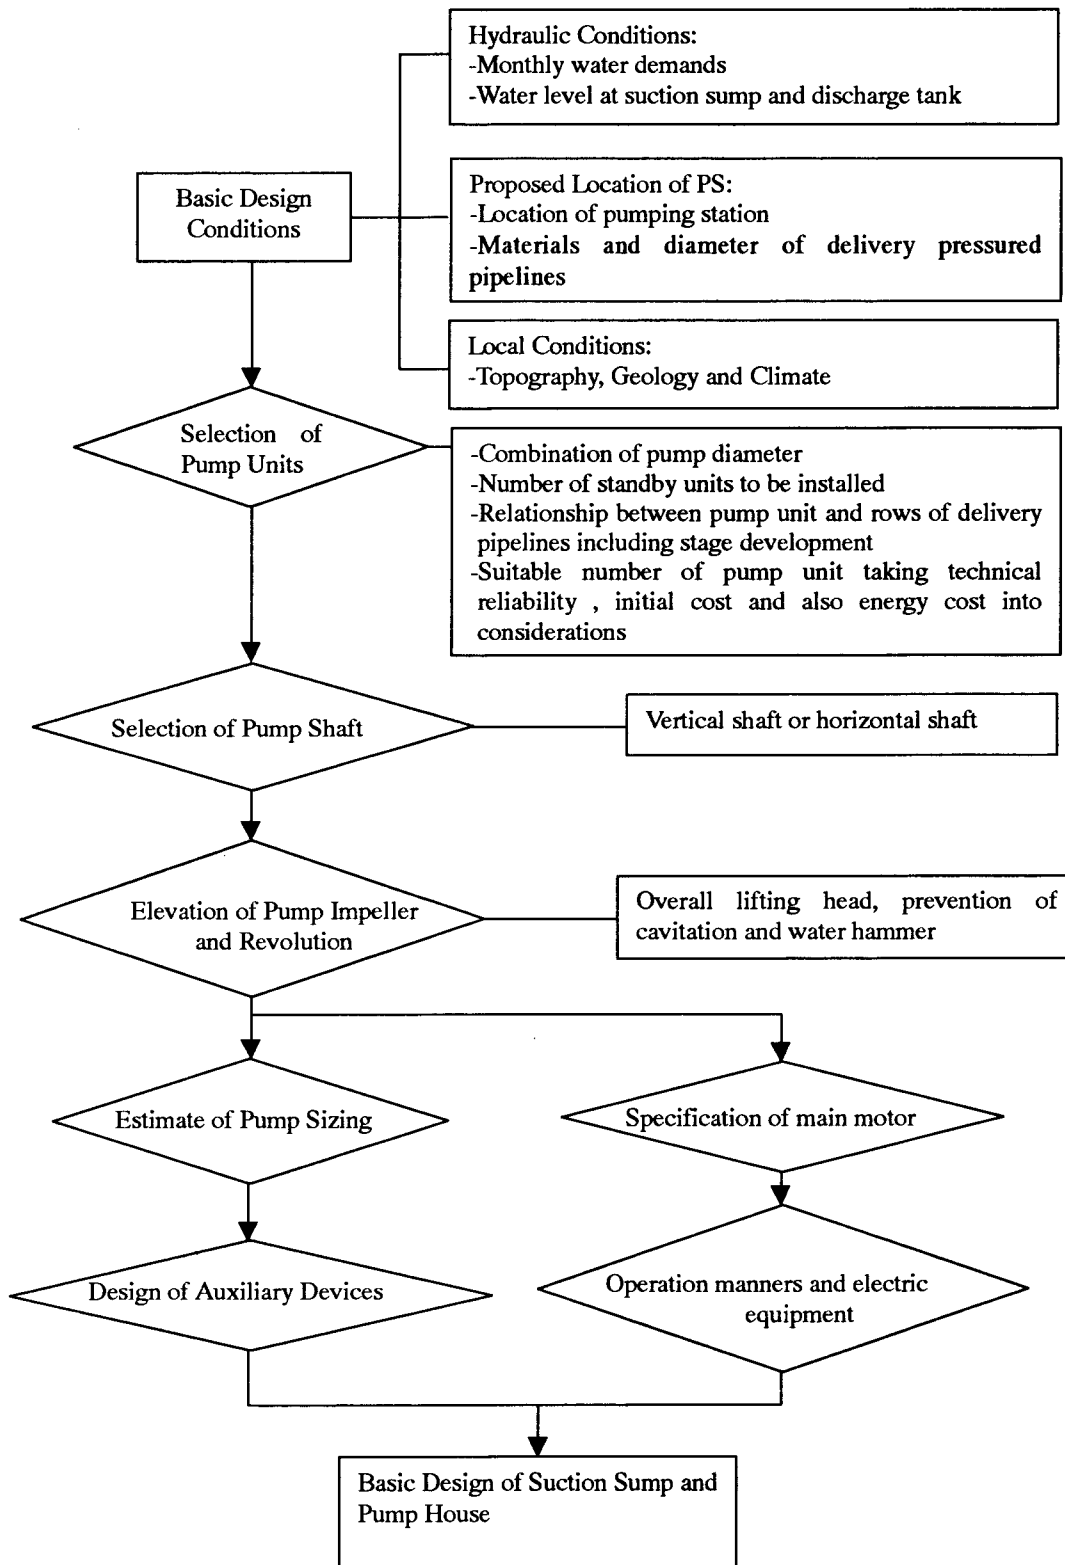 Hydraulic Conditions:
-Monthly water demands
-Water level at suction sump and discharge tank
Basic Design
Conditions
Proposed Location of PS:
-Location of pumping station
-Materials and diameter of delivery pressured
pipelines
Local Conditions:
-Topography, Geology and Climate
Selection of
Pump Units
-Combination of pump diameter
-Number of standby units to be installed
-Relationship between pump unit and rows of delivery
pipelines including stage development
-Suitable number of pump unit taking technical
reliability , initial cost and also energy cost into
considerations
Selection of Pump Shaft
Vertical shaft or horizontal shaft
Elevation of Pump Impeller
and Revolution
Overall lifting head, prevention of
cavitation and water hammer
Estimate of Pump Sizing
Specification of main motor
Design of Auxiliary Devices
Operation manners and electric
equipment
Basic Design of Suction Sump and
Pump House